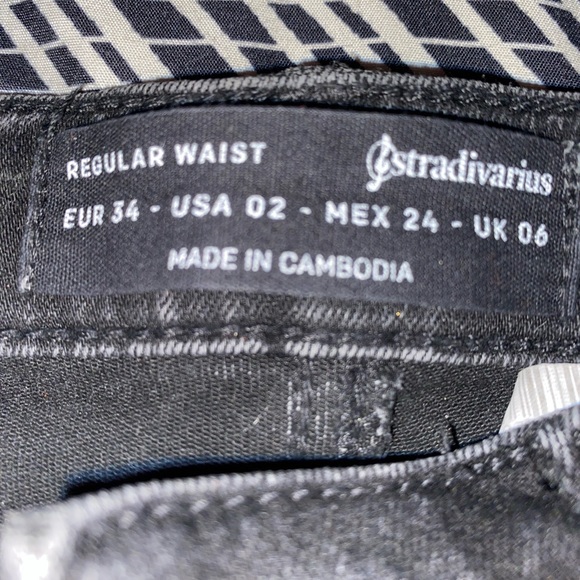 REGULAR WAIST stradivarius
EUR 34 - USA 02 - MEX 24 - UK 06
MADE IN CAMBODIA